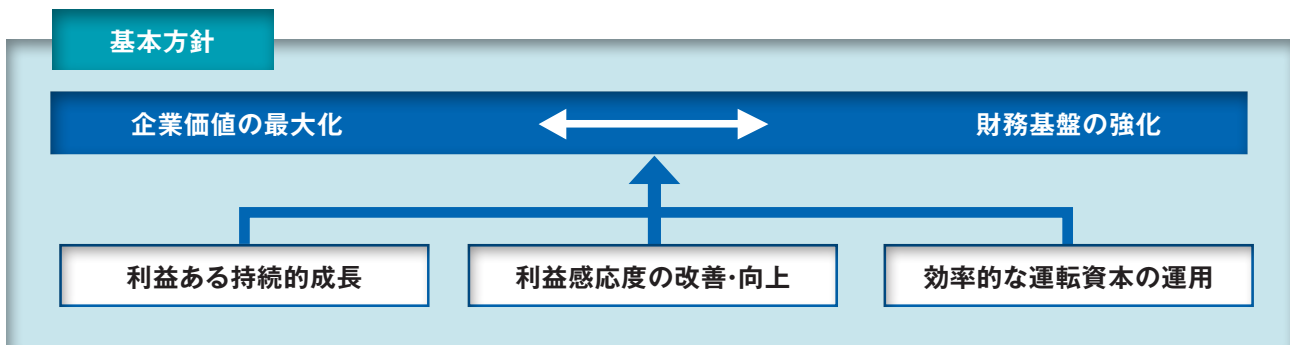 基本方針
企業価値の最大化
財務基盤の強化
利益ある持続的成長
利益感応度の改善・向上
効率的な運転資本の運用